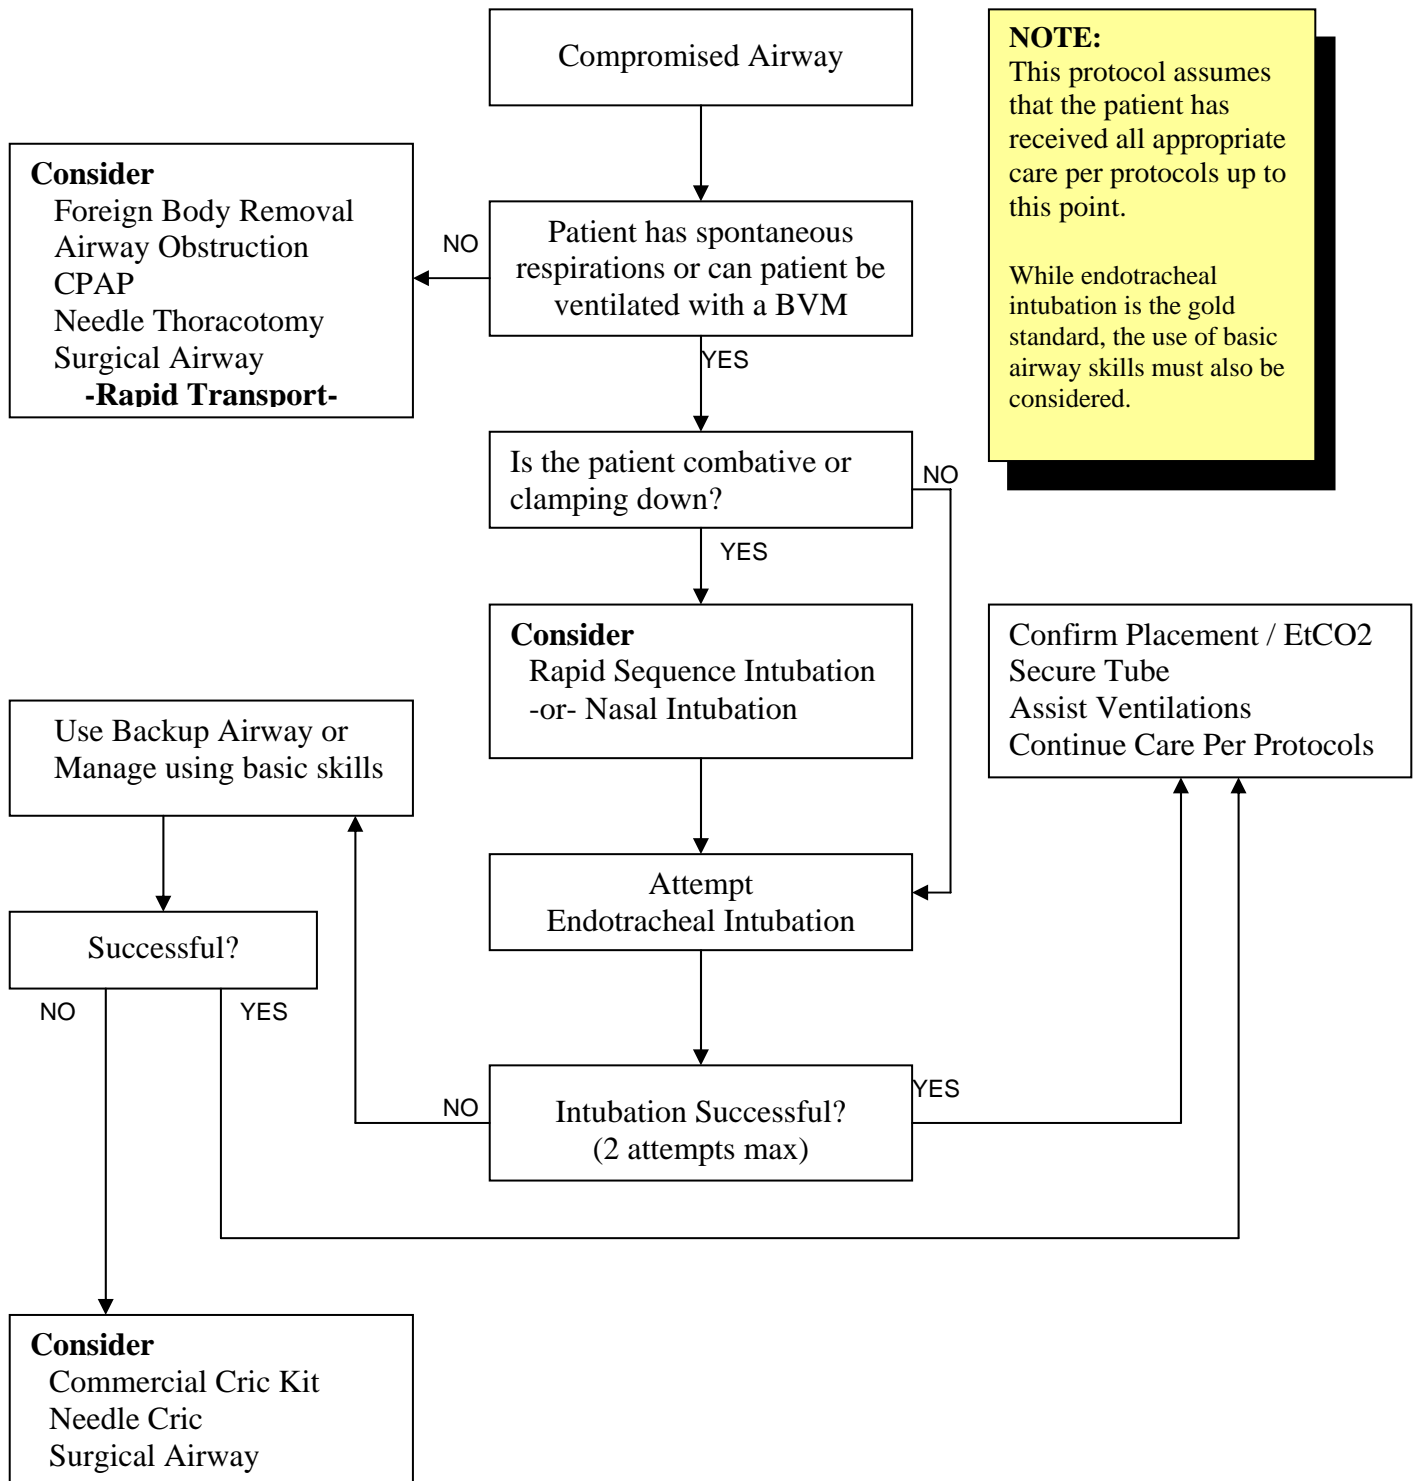 Compromised Airway
NOTE:
This protocol assumes
that the patient has
received all appropriate
care per protocols up to
this point.
While endotracheal
intubation is the gold
standard, the use of basic
airway skills must also be
considered.
Consider
Foreign Body Removal
Airway Obstruction
CPAP
Needle Thoracotomy
Surgical Airway
-Rapid Transport-
NO
Patient has spontaneous
respirations or can patient be
ventilated with a BVM
YES
Is the patient combative or
clamping down?
NO
YES
Consider
Rapid Sequence Intubation
-or- Nasal Intubation
Confirm Placement / EtCO2
Secure Tube
Assist Ventilations
Continue Care Per Protocols
Use Backup Airway or
Manage using basic skills
Attempt
Endotracheal Intubation
Successful?
NO
YES
NO
Intubation Successful?
(2 attempts max)
YES
Consider
Commercial Cric Kit
Needle Cric
Surgical Airway